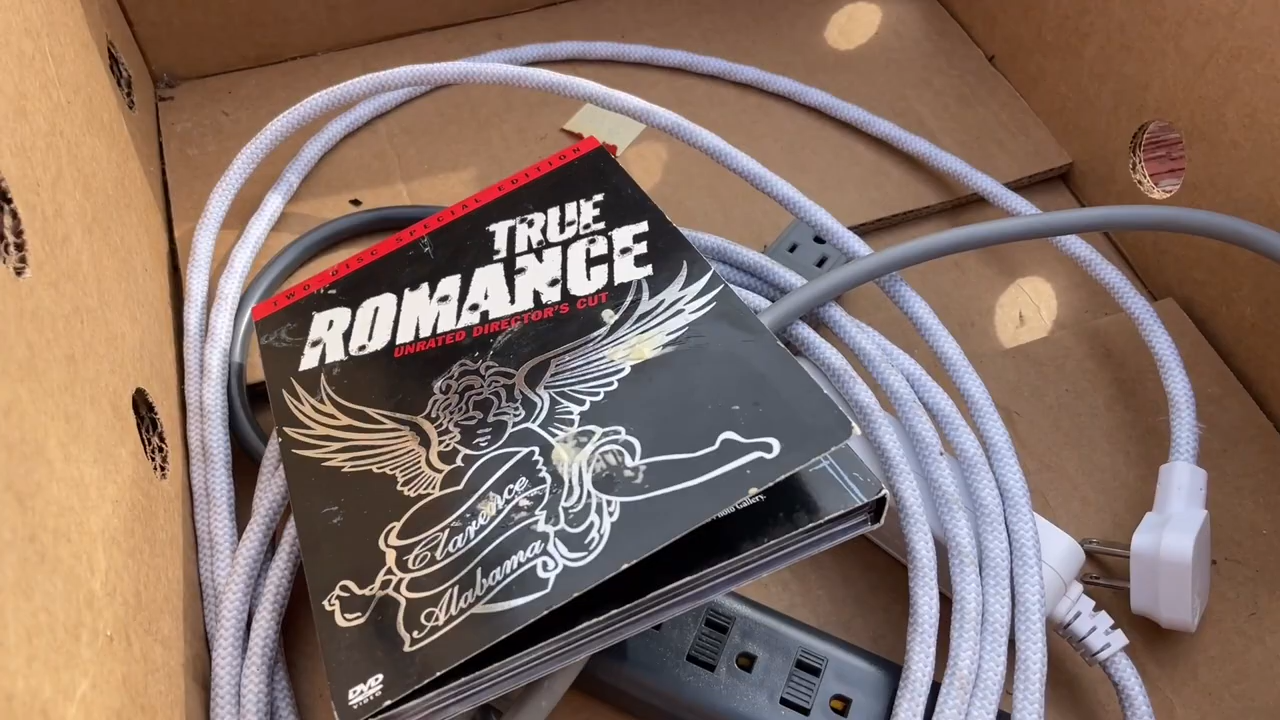 TWO-DISC SPECIAL EDITION
TRUE
ROMANCE
UNRATED DIRECTOR'S CUT
Clarence
Alabama
Photo Gallery.
DVD
VIDEO